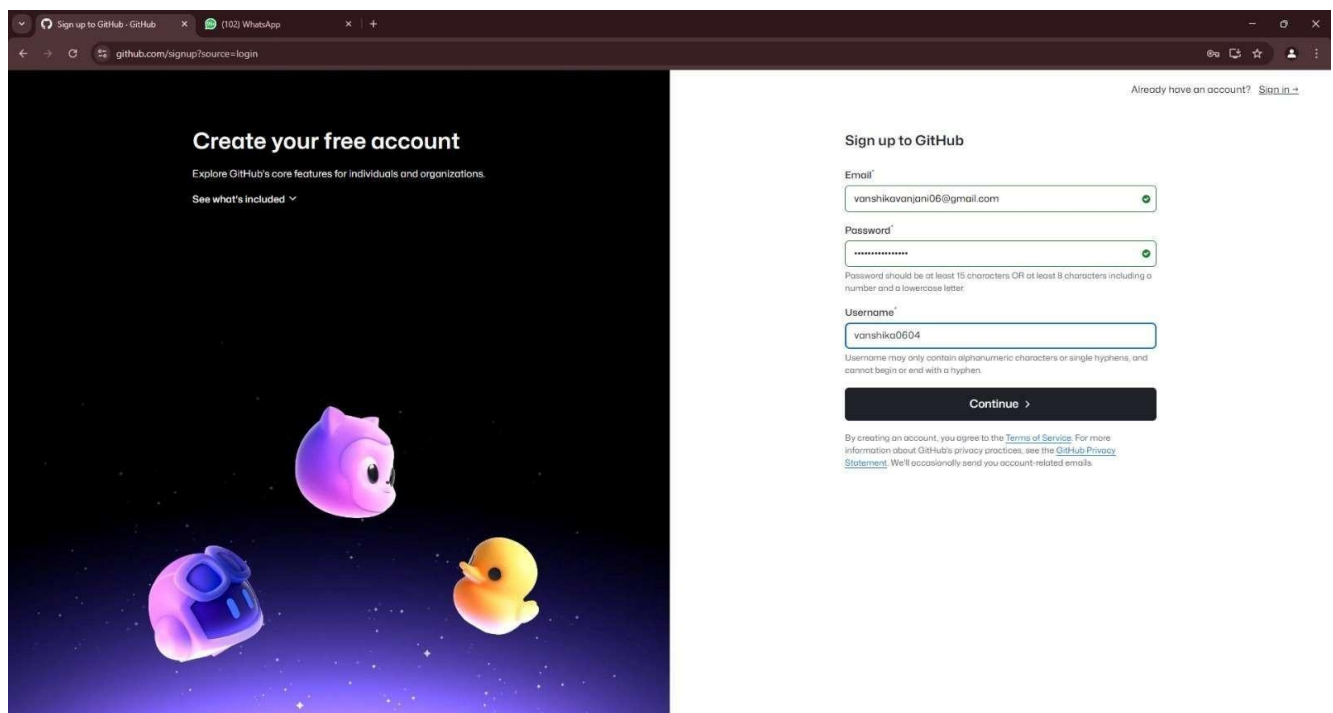 Sign up to GitHub · GitHub
(102) WhatsApp
github.com/signup?source=login
Already have an account? Sign in →
Create your free account
Explore GitHub's core features for individuals and organizations.
See what's included
Sign up to GitHub
Email*
vanshikavanjani06@gmail.com
Password*
••••••••••••••••
Password should be at least 15 characters OR at least 8 characters including a
number and a lowercase letter.
Username*
vanshika0604
Username may only contain alphanumeric characters or single hyphens, and
cannot begin or end with a hyphen.
Continue >
By creating an account, you agree to the Terms of Service. For more
information about GitHub's privacy practices, see the GitHub Privacy
Statement. We'll occasionally send you account-related emails.